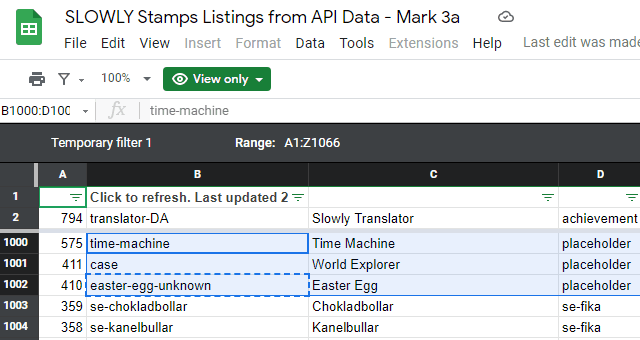 SLOWLY Stamps Listings from API Data - Mark 3a
File Edit View Insert Format Data Tools Extensions Help Last edit was made
100% View only
B1000:D100 fx time-machine
Temporary filter 1 Range: A1:Z1066
A B C D
1 Click to refresh. Last updated 2
2 794 translator-DA Slowly Translator achievement
1000 575 time-machine Time Machine placeholder
1001 411 case World Explorer placeholder
1002 410 easter-egg-unknown Easter Egg placeholder
1003 359 se-chokladbollar Chokladbollar se-fika
1004 358 se-kanelbullar Kanelbullar se-fika